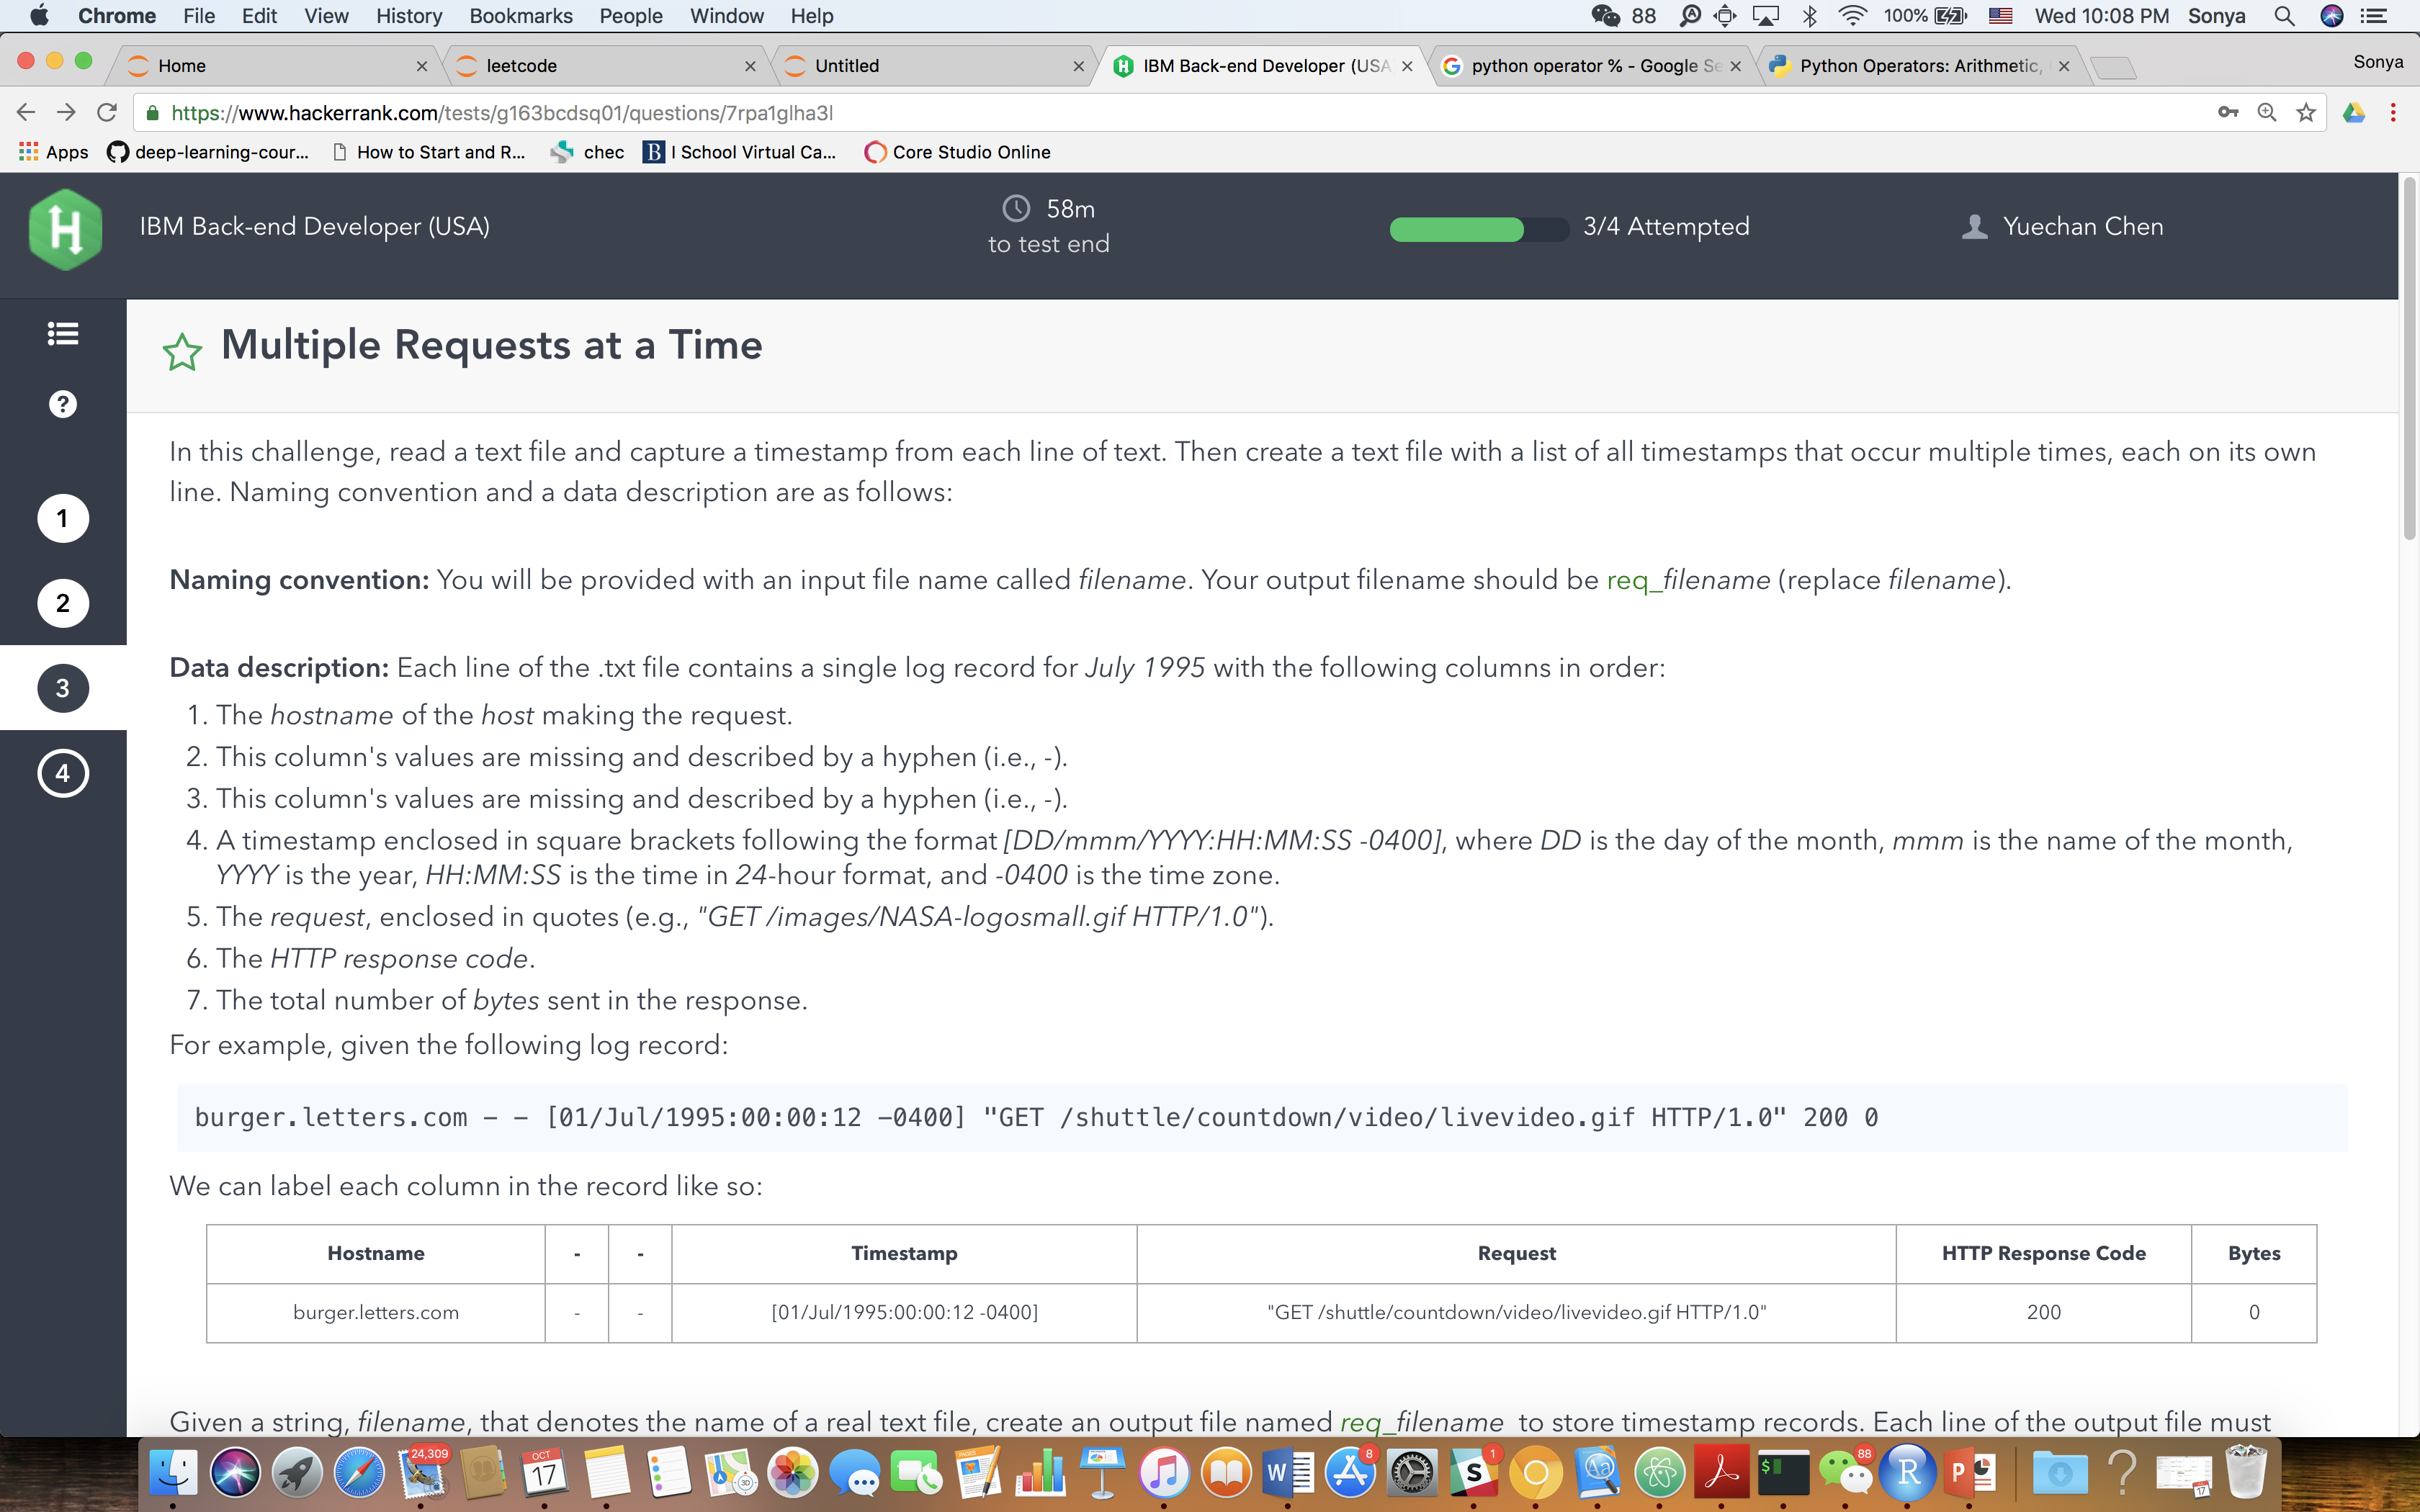 Chrome File Edit View History Bookmarks People Window Help 88 100% Wed 10:08 PM Sonya
Home leetcode Untitled IBM Back-end Developer (USA python operator % - Google Se Python Operators: Arithmetic, Sonya
https://www.hackerrank.com/tests/g163bcdsq01/questions/7rpa1glha3l
Apps deep-learning-cour... How to Start and R... chec B I School Virtual Ca... Core Studio Online
H IBM Back-end Developer (USA) 58m to test end 3/4 Attempted Yuechan Chen
Multiple Requests at a Time
?
1
2
3
4
In this challenge, read a text file and capture a timestamp from each line of text. Then create a text file with a list of all timestamps that occur multiple times, each on its own
line. Naming convention and a data description are as follows:
Naming convention: You will be provided with an input file name called filename. Your output filename should be req_filename (replace filename).
Data description: Each line of the .txt file contains a single log record for July 1995 with the following columns in order:
1. The hostname of the host making the request.
2. This column's values are missing and described by a hyphen (i.e., -).
3. This column's values are missing and described by a hyphen (i.e., -).
4. A timestamp enclosed in square brackets following the format [DD/mmm/YYYY:HH:MM:SS -0400], where DD is the day of the month, mmm is the name of the month,
YYYY is the year, HH:MM:SS is the time in 24-hour format, and -0400 is the time zone.
5. The request, enclosed in quotes (e.g., "GET /images/NASA-logosmall.gif HTTP/1.0").
6. The HTTP response code.
7. The total number of bytes sent in the response.
For example, given the following log record:
burger.letters.com - - [01/Jul/1995:00:00:12 -0400] "GET /shuttle/countdown/video/livevideo.gif HTTP/1.0" 200 0
We can label each column in the record like so:
Hostname - - Timestamp Request HTTP Response Code Bytes
burger.letters.com - - [01/Jul/1995:00:00:12 -0400] "GET /shuttle/countdown/video/livevideo.gif HTTP/1.0" 200 0
Given a string, filename, that denotes the name of a real text file, create an output file named req_filename to store timestamp records. Each line of the output file must
24,309 OCT 17 3D PAGES W 8 S 1 Aa $ 88 R P ? 17